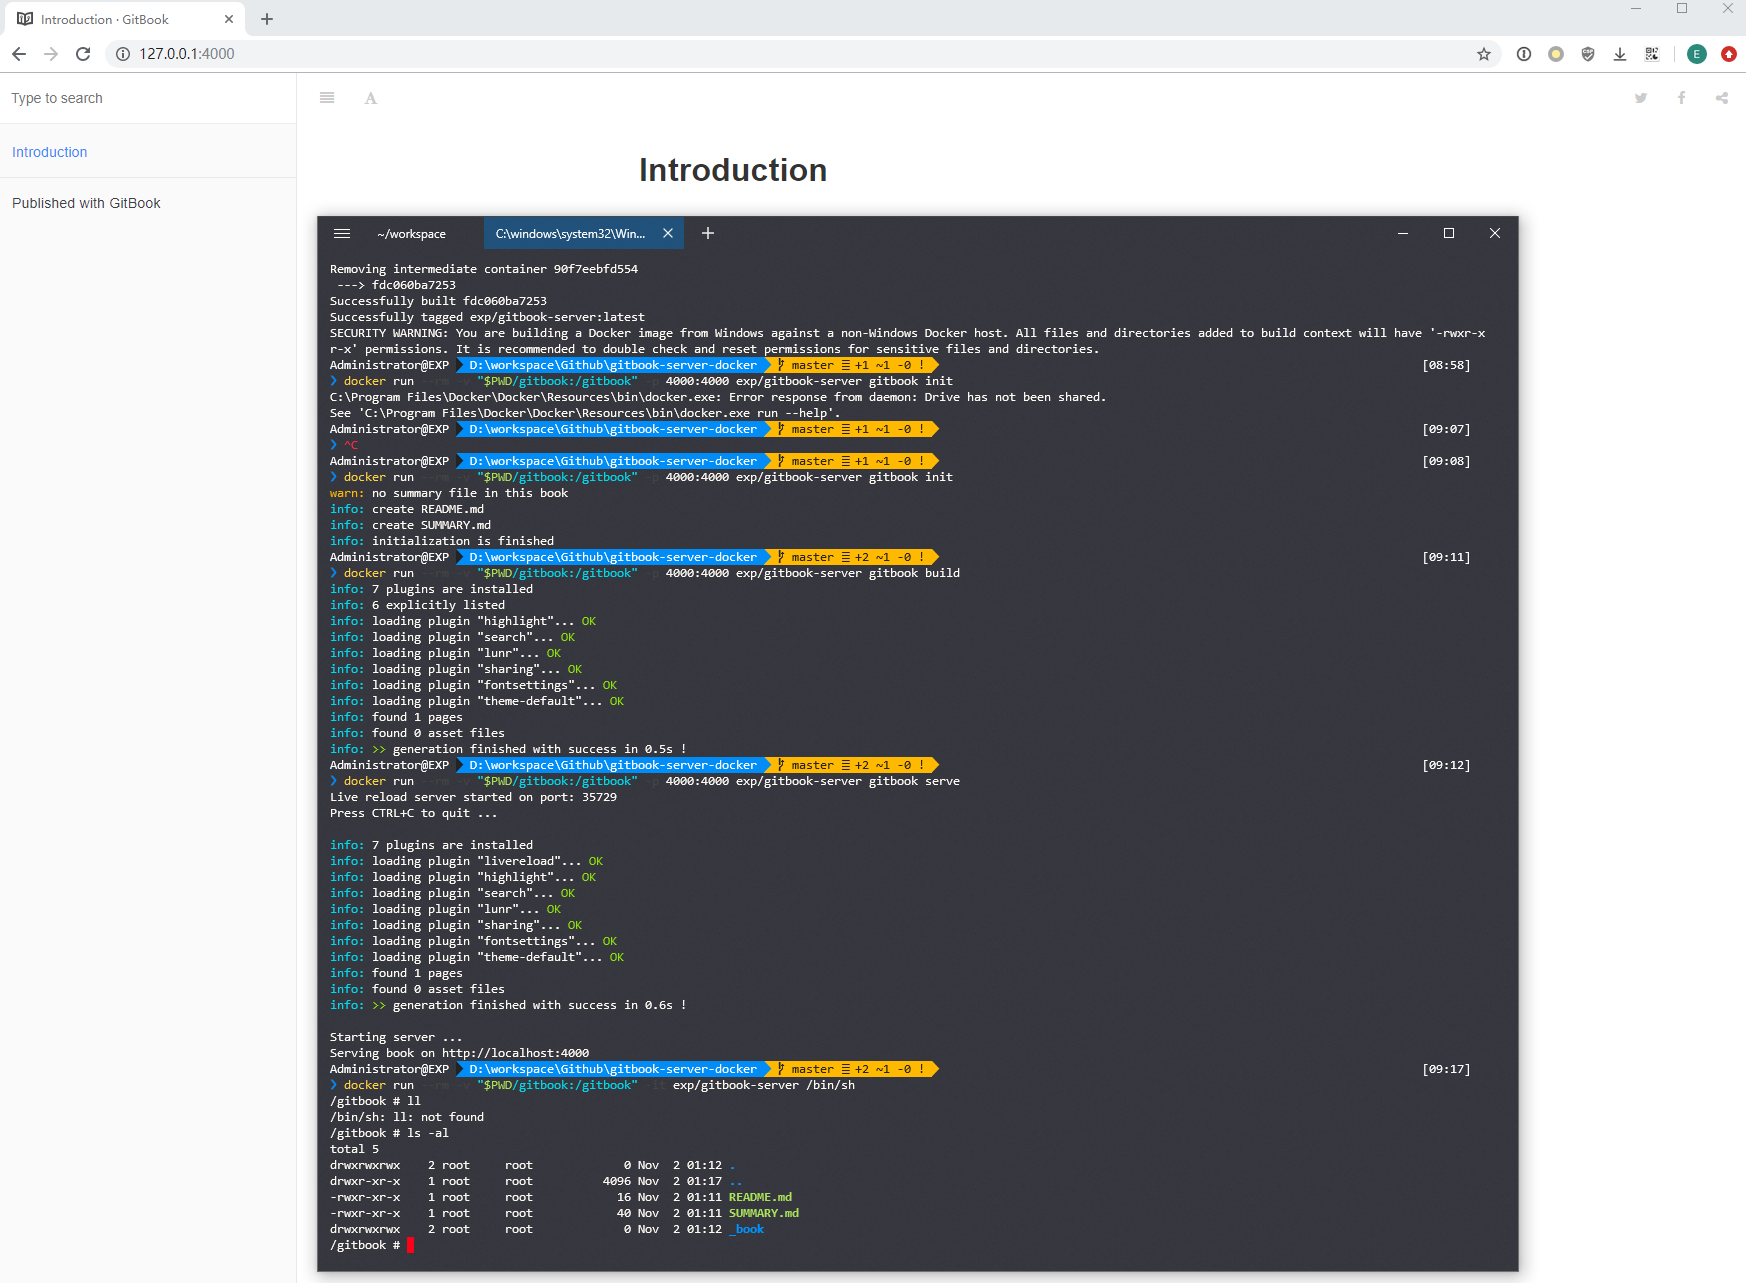 Introduction · GitBook
127.0.0.1:4000
E
Type to search
A
Introduction
Published with GitBook
Introduction
~/workspace
C:\windows\system32\Win...
Removing intermediate container 90f7eebfd554
---> fdc060ba7253
Successfully built fdc060ba7253
Successfully tagged exp/gitbook-server:latest
SECURITY WARNING: You are building a Docker image from Windows against a non-Windows Docker host. All files and directories added to build context will have '-rwxr-x
r-x' permissions. It is recommended to double check and reset permissions for sensitive files and directories.
Administrator@EXP D:\workspace\Github\gitbook-server-docker master ≡ +1 ~1 -0 ! [08:58]
❯ docker run --rm -v "$PWD/gitbook:/gitbook" -p 4000:4000 exp/gitbook-server gitbook init
C:\Program Files\Docker\Docker\Resources\bin\docker.exe: Error response from daemon: Drive has not been shared.
See 'C:\Program Files\Docker\Docker\Resources\bin\docker.exe run --help'.
Administrator@EXP D:\workspace\Github\gitbook-server-docker master ≡ +1 ~1 -0 ! [09:07]
❯ ^C
Administrator@EXP D:\workspace\Github\gitbook-server-docker master ≡ +1 ~1 -0 ! [09:08]
❯ docker run --rm -v "$PWD/gitbook:/gitbook" -p 4000:4000 exp/gitbook-server gitbook init
warn: no summary file in this book
info: create README.md
info: create SUMMARY.md
info: initialization is finished
Administrator@EXP D:\workspace\Github\gitbook-server-docker master ≡ +2 ~1 -0 ! [09:11]
❯ docker run --rm -v "$PWD/gitbook:/gitbook" -p 4000:4000 exp/gitbook-server gitbook build
info: 7 plugins are installed
info: 6 explicitly listed
info: loading plugin "highlight"... OK
info: loading plugin "search"... OK
info: loading plugin "lunr"... OK
info: loading plugin "sharing"... OK
info: loading plugin "fontsettings"... OK
info: loading plugin "theme-default"... OK
info: found 1 pages
info: found 0 asset files
info: >> generation finished with success in 0.5s !
Administrator@EXP D:\workspace\Github\gitbook-server-docker master ≡ +2 ~1 -0 ! [09:12]
❯ docker run --rm -v "$PWD/gitbook:/gitbook" -p 4000:4000 exp/gitbook-server gitbook serve
Live reload server started on port: 35729
Press CTRL+C to quit ...
info: 7 plugins are installed
info: loading plugin "livereload"... OK
info: loading plugin "highlight"... OK
info: loading plugin "search"... OK
info: loading plugin "lunr"... OK
info: loading plugin "sharing"... OK
info: loading plugin "fontsettings"... OK
info: loading plugin "theme-default"... OK
info: found 1 pages
info: found 0 asset files
info: >> generation finished with success in 0.6s !
Starting server ...
Serving book on http://localhost:4000
Administrator@EXP D:\workspace\Github\gitbook-server-docker master ≡ +2 ~1 -0 ! [09:17]
❯ docker run --rm -v "$PWD/gitbook:/gitbook" -it exp/gitbook-server /bin/sh
/gitbook # ll
/bin/sh: ll: not found
/gitbook # ls -al
total 5
drwxrwxrwx 2 root root 0 Nov 2 01:12 .
drwxr-xr-x 1 root root 4096 Nov 2 01:17 ..
-rwxr-xr-x 1 root root 16 Nov 2 01:11 README.md
-rwxr-xr-x 1 root root 40 Nov 2 01:11 SUMMARY.md
drwxrwxrwx 2 root root 0 Nov 2 01:12 _book
/gitbook #